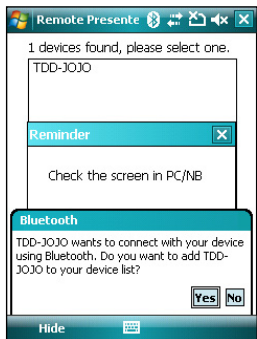 Remote Presente
1 devices found, please select one.
TDD-JOJO
Reminder
Check the screen in PC/NB
Bluetooth
TDD-JOJO wants to connect with your device
using Bluetooth. Do you want to add TDD-
JOJO to your device list?
Yes No
Hide